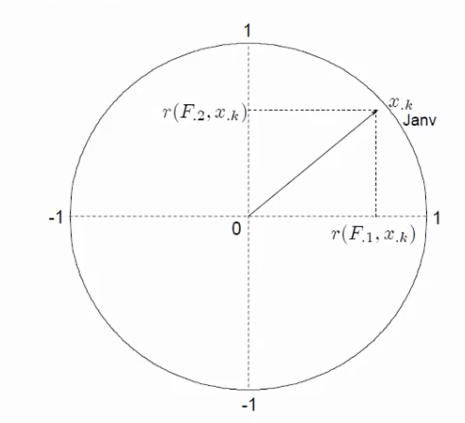 1
x.k
r(F.2, x.k)
Janv
-1
1
0
r(F.1, x.k)
-1